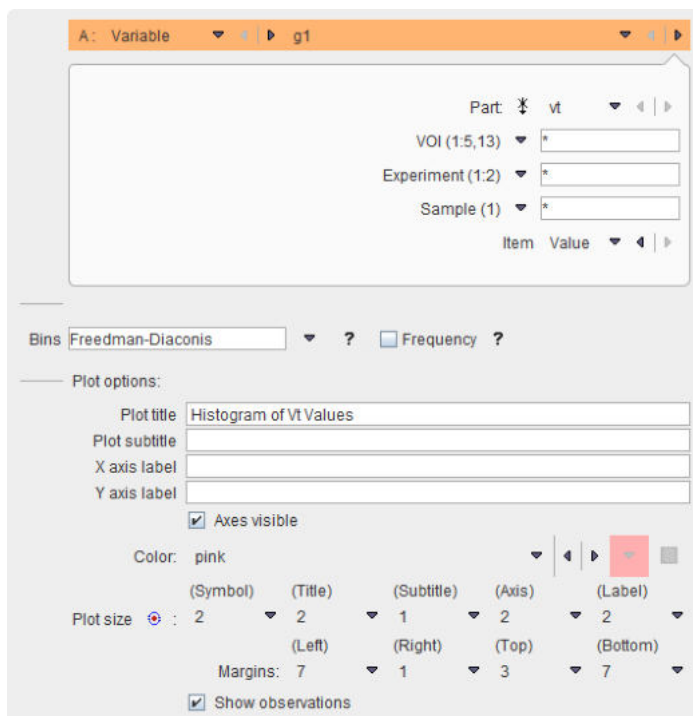 A: Variable g1
Part: vt
VOI (1:5,13) *
Experiment (1:2) *
Sample (1) *
Item Value
Bins Freedman-Diaconis ? Frequency ?
Plot options:
Plot title Histogram of Vt Values
Plot subtitle
X axis label
Y axis label
Axes visible
Color: pink
(Symbol) (Title) (Subtitle) (Axis) (Label)
Plot size : 2 2 1 2 2
(Left) (Right) (Top) (Bottom)
Margins: 7 1 3 7
Show observations